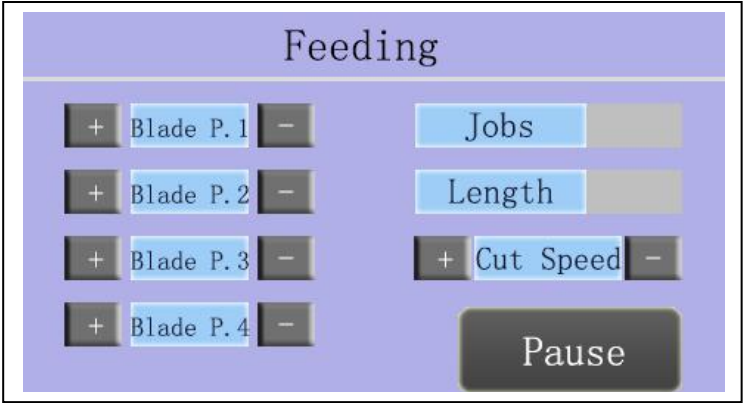 Feeding
+ Blade P.1 - Jobs
+ Blade P.2 - Length
+ Blade P.3 - + Cut Speed -
+ Blade P.4 -
Pause